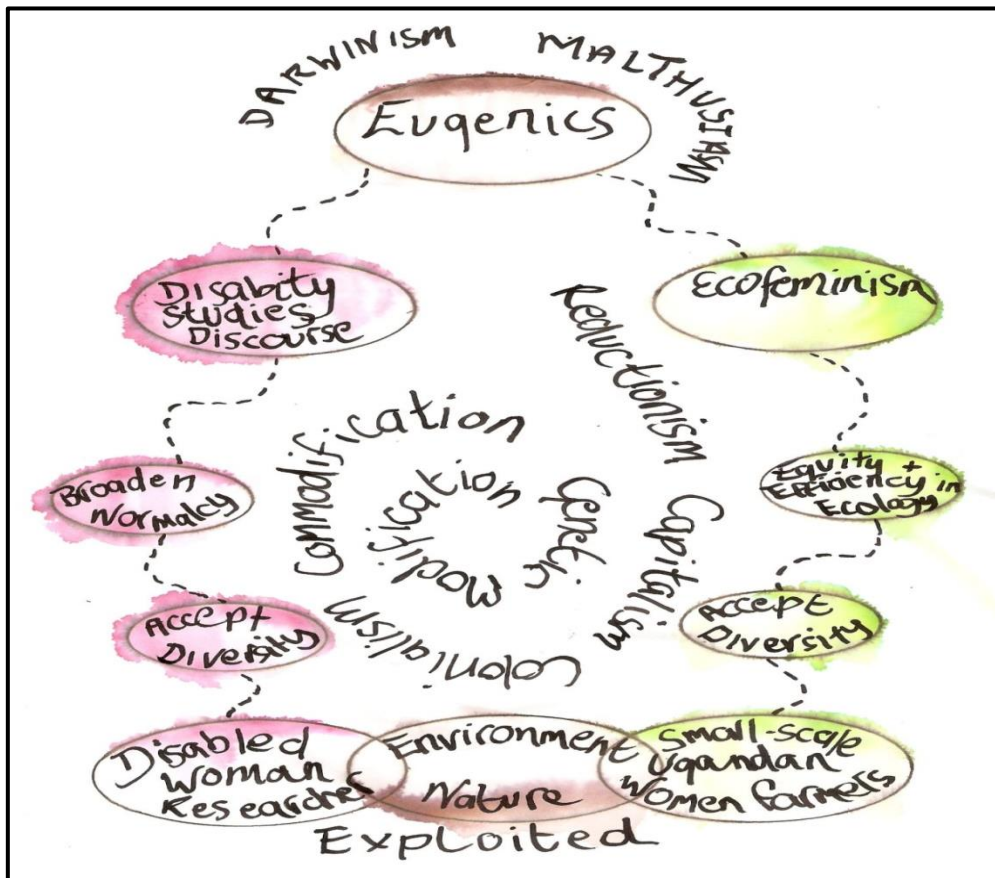 DARWINISM
MALTHUSIASM
Eugenics
Disabity
Studies
Discourse
Ecofeminism
Reductionism
Commodification
Genetic Modification
Capitalism
Colonialism
Broaden
Normalcy
Equity +
Efficiency in
Ecology
Accept
Diversity
Accept
Diversity
Disabled
Woman
Researcher
Environment
Nature
Small-scale
Ugandan
Women farmers
Exploited